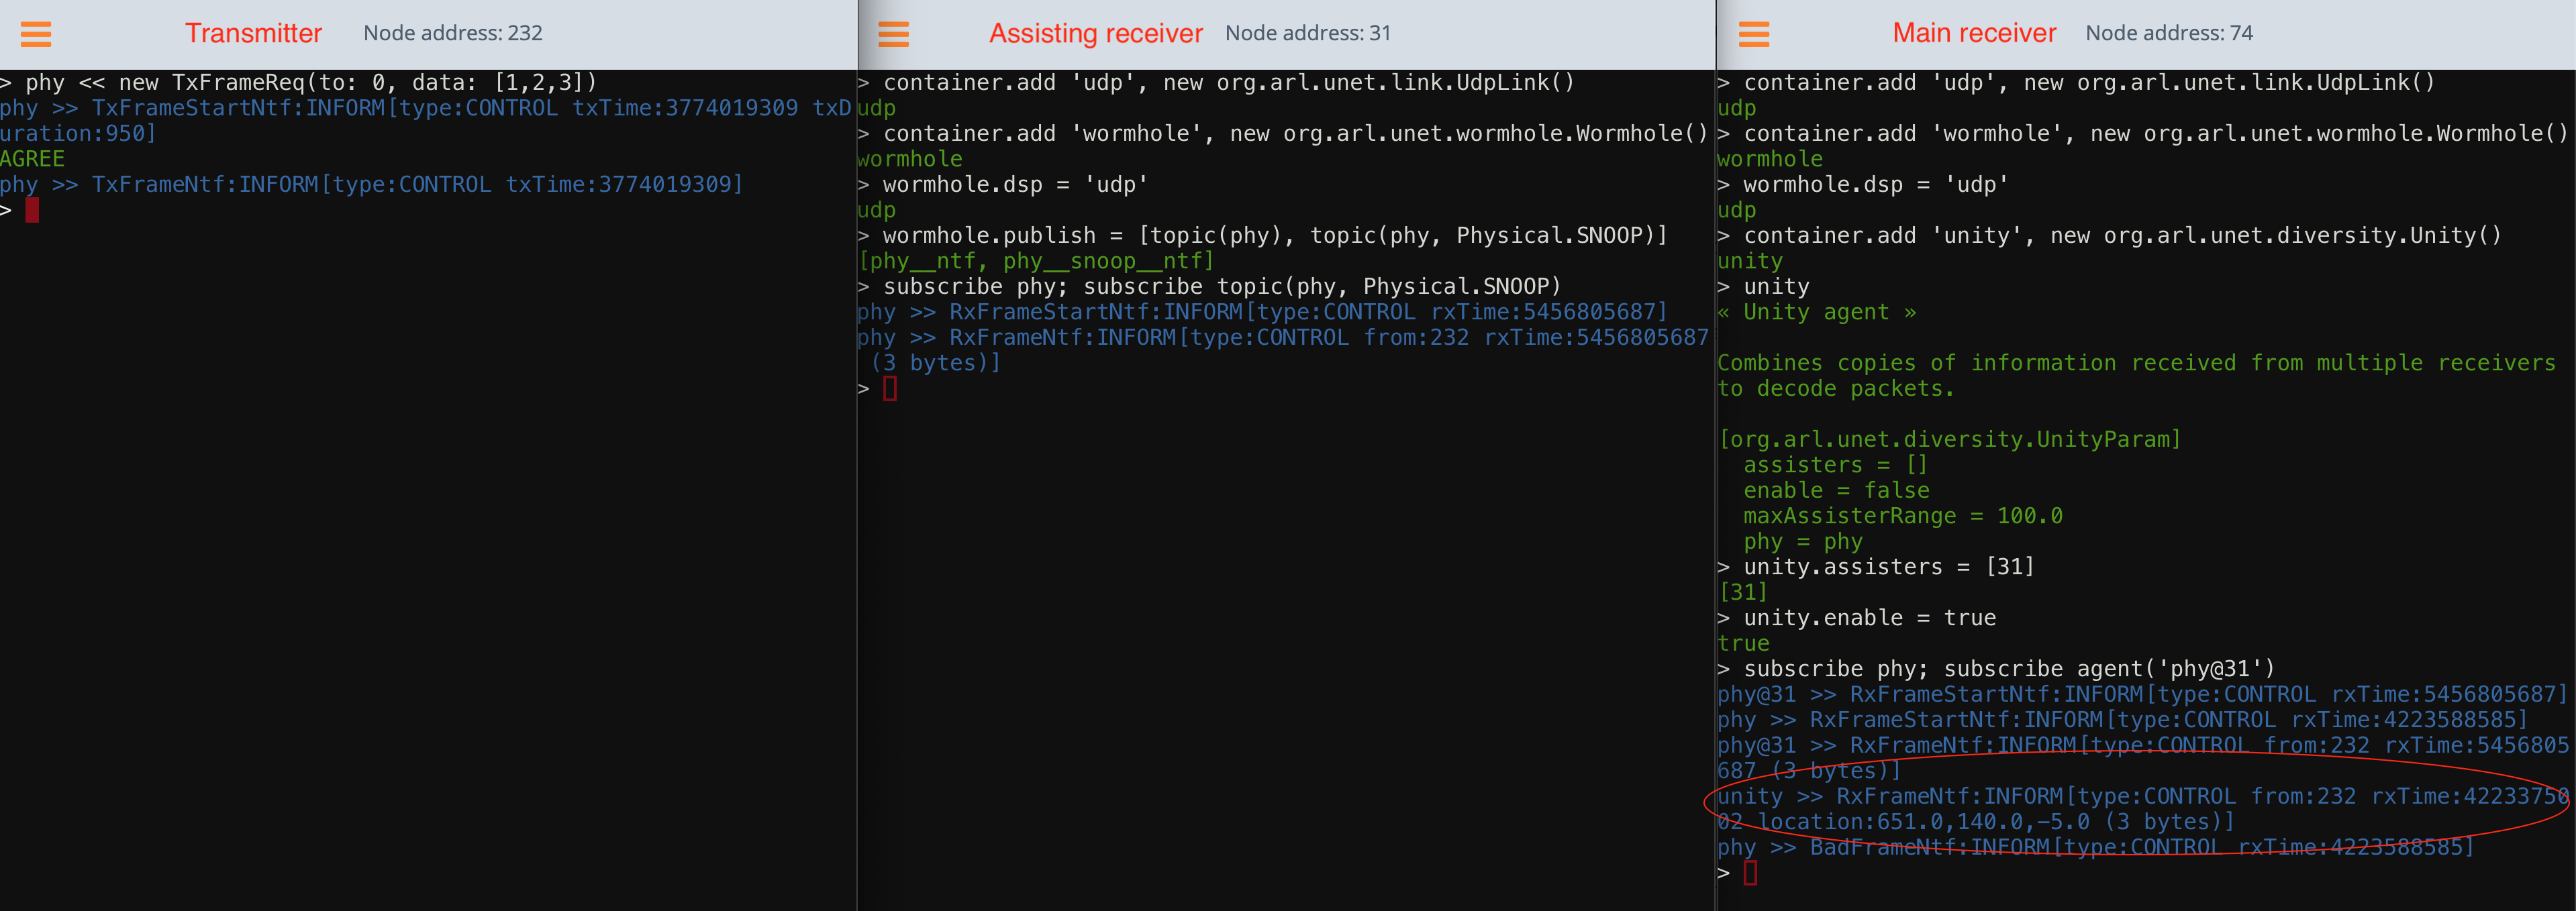 Transmitter Node address: 232
> phy << new TxFrameReq(to: 0, data: [1,2,3])
phy >> TxFrameStartNtf:INFORM[type:CONTROL txTime:3774019309 txD
uration:950]
AGREE
phy >> TxFrameNtf:INFORM[type:CONTROL txTime:3774019309]
>
Assisting receiver Node address: 31
> container.add 'udp', new org.arl.unet.link.UdpLink()
udp
> container.add 'wormhole', new org.arl.unet.wormhole.Wormhole()
wormhole
> wormhole.dsp = 'udp'
udp
> wormhole.publish = [topic(phy), topic(phy, Physical.SNOOP)]
[phy__ntf, phy__snoop__ntf]
> subscribe phy; subscribe topic(phy, Physical.SNOOP)
phy >> RxFrameStartNtf:INFORM[type:CONTROL rxTime:5456805687]
phy >> RxFrameNtf:INFORM[type:CONTROL from:232 rxTime:5456805687
(3 bytes)]
>
Main receiver Node address: 74
> container.add 'udp', new org.arl.unet.link.UdpLink()
udp
> container.add 'wormhole', new org.arl.unet.wormhole.Wormhole()
wormhole
> wormhole.dsp = 'udp'
udp
> container.add 'unity', new org.arl.unet.diversity.Unity()
unity
> unity
« Unity agent »
Combines copies of information received from multiple receivers
to decode packets.
[org.arl.unet.diversity.UnityParam]
assisters = []
enable = false
maxAssisterRange = 100.0
phy = phy
> unity.assisters = [31]
[31]
> unity.enable = true
true
> subscribe phy; subscribe agent('phy@31')
phy@31 >> RxFrameStartNtf:INFORM[type:CONTROL rxTime:5456805687]
phy >> RxFrameStartNtf:INFORM[type:CONTROL rxTime:4223588585]
phy@31 >> RxFrameNtf:INFORM[type:CONTROL from:232 rxTime:5456805
687 (3 bytes)]
unity >> RxFrameNtf:INFORM[type:CONTROL from:232 rxTime:42233750
02 location:651.0,140.0,−5.0 (3 bytes)]
phy >> BadFrameNtf:INFORM[type:CONTROL rxTime:4223588585]
>